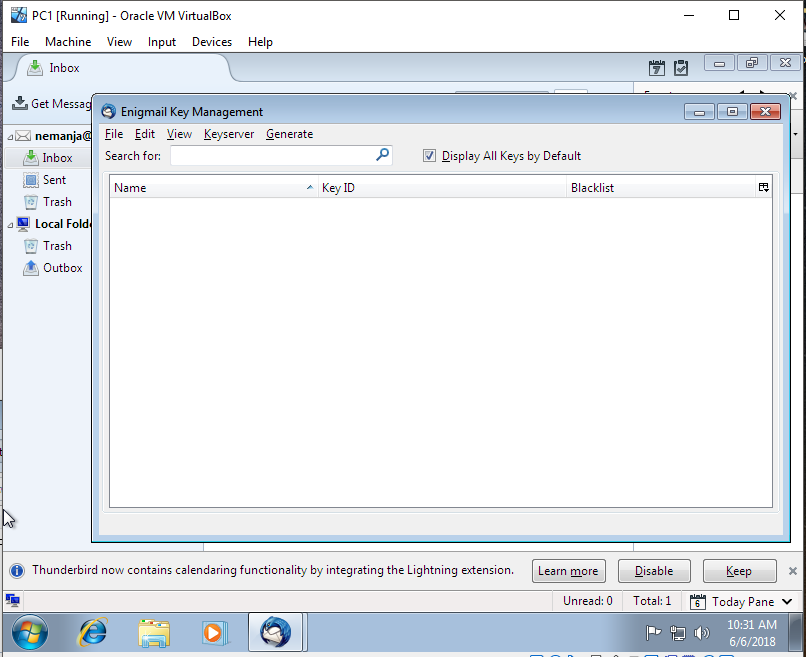 PC1 [Running] - Oracle VM VirtualBox
File Machine View Input Devices Help
Inbox
7
Get Messag
Enigmail Key Management
nemanja@
File Edit View Keyserver Generate
Inbox
Search for:
Display All Keys by Default
Sent
Name Key ID Blacklist
Trash
Local Folde
Trash
Outbox
Thunderbird now contains calendaring functionality by integrating the Lightning extension. Learn more Disable Keep
Unread: 0 Total: 1 6 Today Pane
10:31 AM
6/6/2018